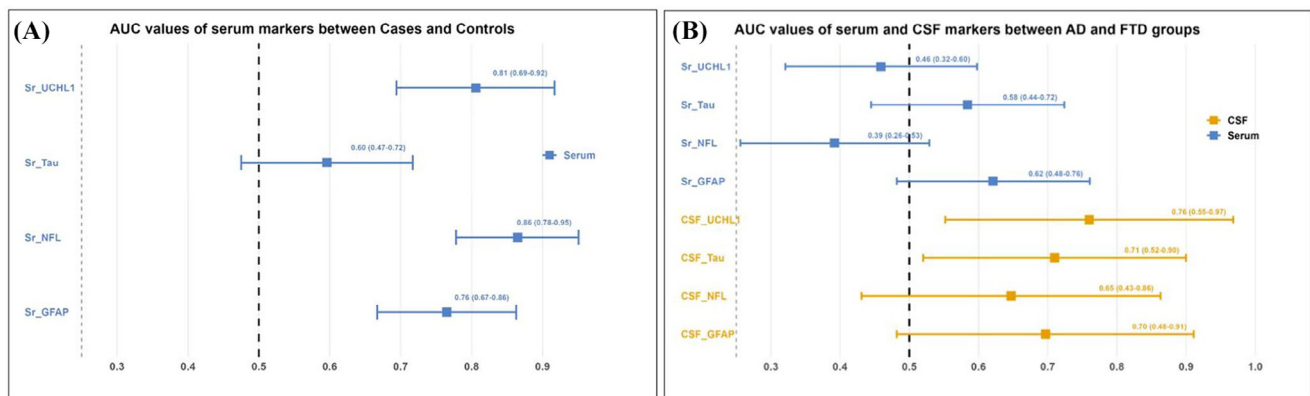 (A)
AUC values of serum markers between Cases and Controls
Sr_UCHL1
0.81 (0.69-0.92)
Sr_Tau
0.60 (0.47-0.72)
Serum
Sr_NFL
0.86 (0.78-0.95)
Sr_GFAP
0.76 (0.67-0.86)
0.3 0.4 0.5 0.6 0.7 0.8 0.9
(B)
AUC values of serum and CSF markers between AD and FTD groups
Sr_UCHL1
0.46 (0.32-0.60)
Sr_Tau
0.58 (0.44-0.72)
CSF
Serum
Sr_NFL
0.39 (0.26-0.53)
Sr_GFAP
0.62 (0.48-0.76)
CSF_UCHL1
0.76 (0.55-0.97)
CSF_Tau
0.71 (0.52-0.90)
CSF_NFL
0.65 (0.43-0.86)
CSF_GFAP
0.70 (0.48-0.91)
0.3 0.4 0.5 0.6 0.7 0.8 0.9 1.0